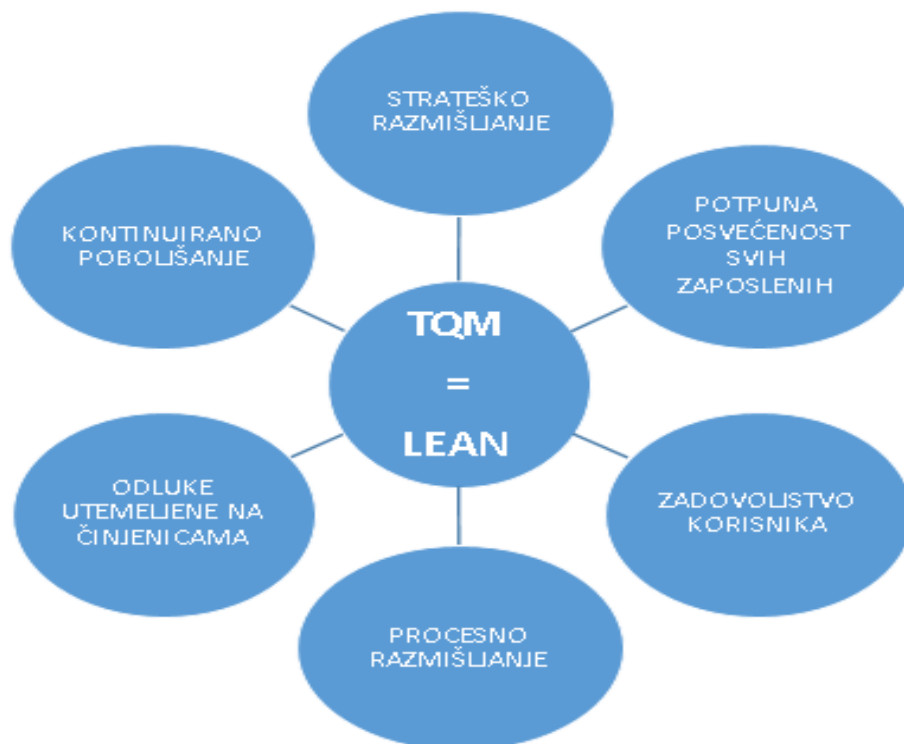 STRATEŠKO
RAZMIŠLJANJE
POTPUNA
POSVEĆENOST
SVIH
ZAPOSLENIH
KONTINUIRANO
POBOLJŠANJE
TQM
=
LEAN
ODLUKE
UTEMELJENE NA
ČINJENICAMA
ZADOVOLJSTVO
KORISNIKA
PROCESNO
RAZMIŠLJANJE